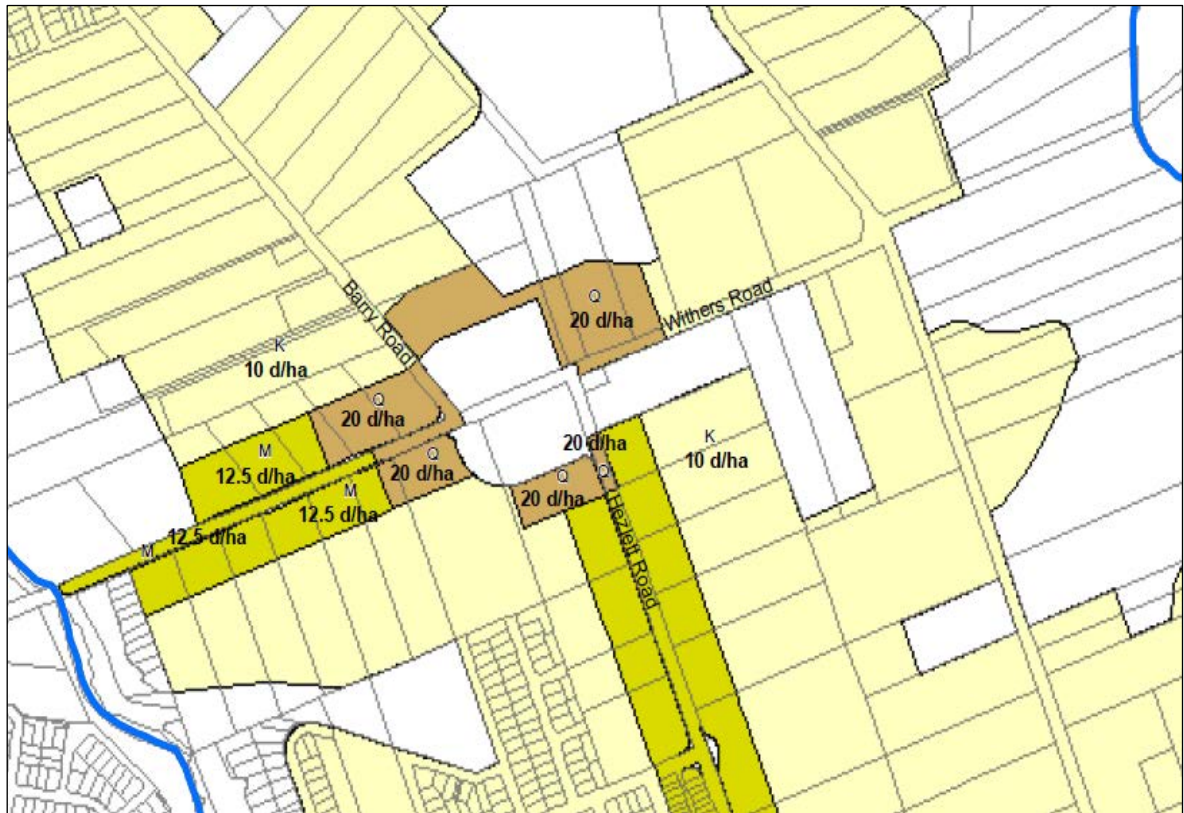 Q
20 d/ha
Withers Road
Barry Road
K
10 d/ha
Q
20 d/ha
20 d/ha
K
10 d/ha
M
12.5 d/ha
Q
20 d/ha
Q
20 d/ha
Q
M
12.5 d/ha
M
12.5 d/ha
Hezlett Road